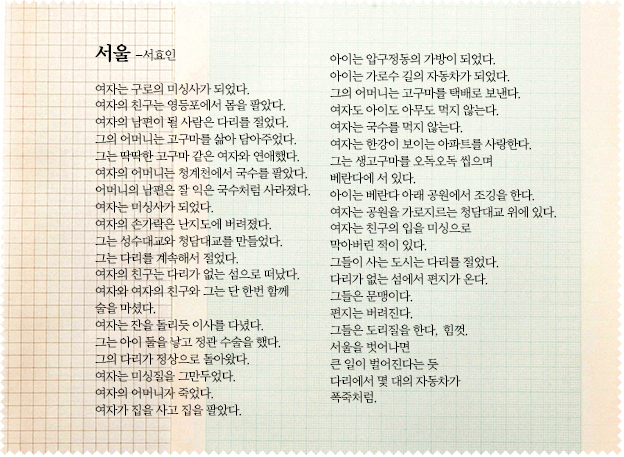 서울 –서효인
여자는 구로의 미싱사가 되었다.
여자의 친구는 영등포에서 몸을 팔았다.
여자의 남편이 될 사람은 다리를 절었다.
그의 어머니는 고구마를 삶아 담아주었다.
그는 딱딱한 고구마 같은 여자와 연애했다.
여자의 어머니는 청계천에서 국수를 팔았다.
어머니의 남편은 잘 익은 국수처럼 사라졌다.
여자는 미싱사가 되었다.
여자의 손가락은 난지도에 버려졌다.
그는 성수대교와 청담대교를 만들었다.
그는 다리를 계속해서 절었다.
여자의 친구는 다리가 없는 섬으로 떠났다.
여자와 여자의 친구와 그는 단 한번 함께
술을 마셨다.
여자는 잔을 돌리듯 이사를 다녔다.
그는 아이 둘을 낳고 정관 수술을 했다.
그의 다리가 정상으로 돌아왔다.
여자는 미싱질을 그만두었다.
여자의 어머니가 죽었다.
여자가 집을 사고 집을 팔았다.
아이는 압구정동의 가방이 되었다.
아이는 가로수 길의 자동차가 되었다.
그의 어머니는 고구마를 택배로 보낸다.
여자도 아이도 아무도 먹지 않는다.
여자는 국수를 먹지 않는다.
여자는 한강이 보이는 아파트를 사랑한다.
그는 생고구마를 오독오독 씹으며
베란다에 서 있다.
아이는 베란다 아래 공원에서 조깅을 한다.
여자는 공원을 가로지르는 청담대교 위에 있다.
여자는 친구의 입을 미싱으로
막아버린 적이 있다.
그들이 사는 도시는 다리를 절었다.
다리가 없는 섬에서 편지가 온다.
그들은 문맹이다.
편지는 버려진다.
그들은 도리질을 한다, 힘껏.
서울을 벗어나면
큰 일이 벌어진다는 듯
다리에서 몇 대의 자동차가
폭죽처럼.